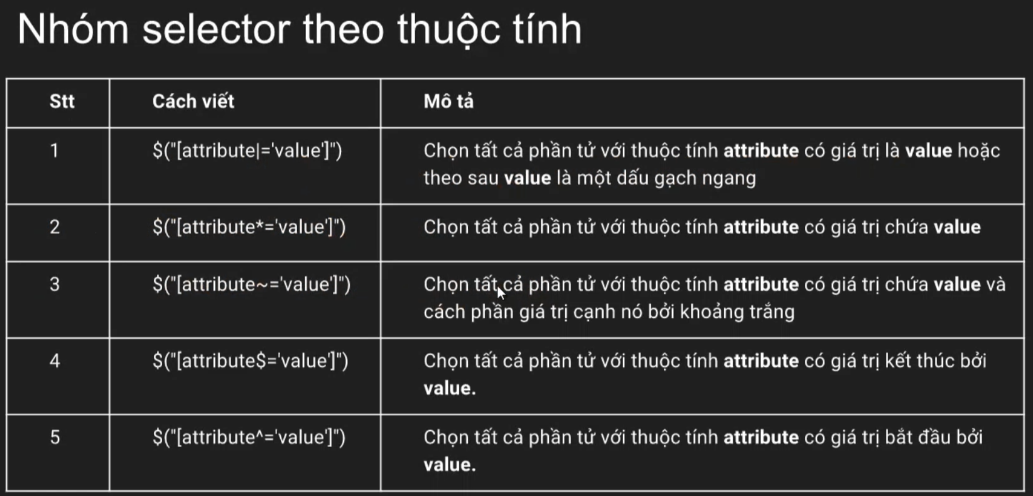 Nhóm selector theo thuộc tính
Stt Cách viết Mô tả
1 $("[attribute|='value']") Chọn tất cả phần tử với thuộc tính attribute có giá trị là value hoặc
theo sau value là một dấu gạch ngang
2 $("[attribute*='value']") Chọn tất cả phần tử với thuộc tính attribute có giá trị chứa value
3 $("[attribute~='value']") Chọn tất cả phần tử với thuộc tính attribute có giá trị chứa value và
cách phần giá trị cạnh nó bởi khoảng trắng
4 $("[attribute$='value']") Chọn tất cả phần tử với thuộc tính attribute có giá trị kết thúc bởi
value.
5 $("[attribute^='value']") Chọn tất cả phần tử với thuộc tính attribute có giá trị bắt đầu bởi
value.